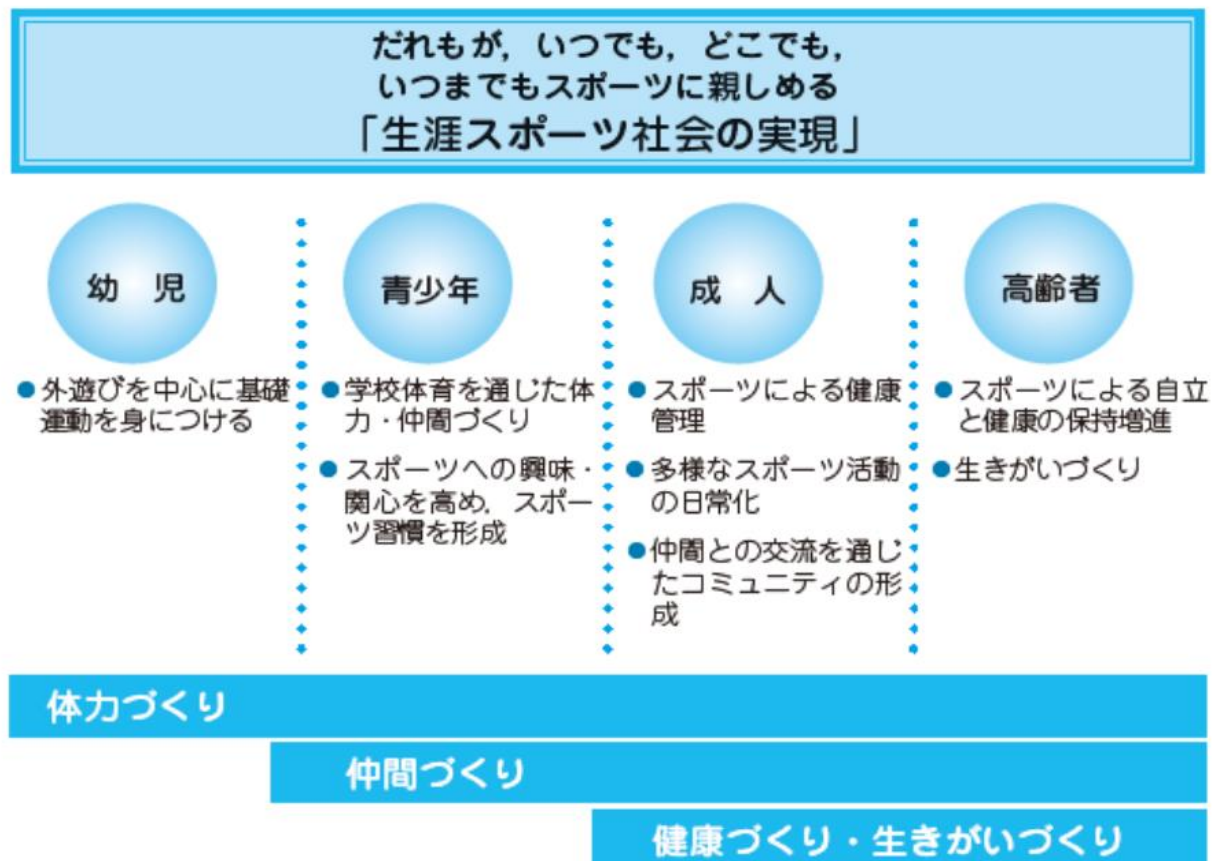 だれもが，いつでも，どこでも，
いつまでもスポーツに親しめる
「生涯スポーツ社会の実現」
幼　児
●外遊びを中心に基礎
運動を身につける
青少年
●学校体育を通じた体
力・仲間づくり
●スポーツへの興味・
関心を高め，スポー
ツ習慣を形成
成　人
●スポーツによる健康
管理
●多様なスポーツ活動
の日常化
●仲間との交流を通じ
たコミュニティの形
成
高齢者
●スポーツによる自立
と健康の保持増進
●生きがいづくり
体力づくり
仲間づくり
健康づくり・生きがいづくり